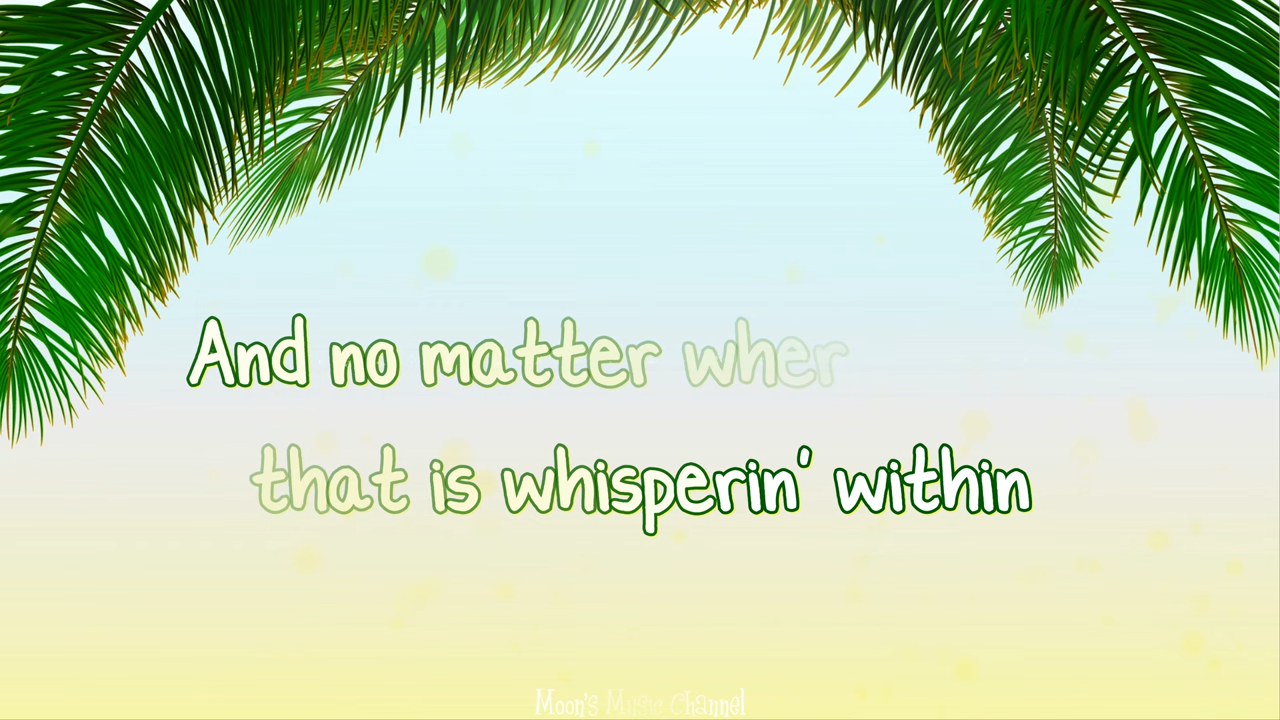 And no matter wher
that is whisperin' within
Moon's Music Channel